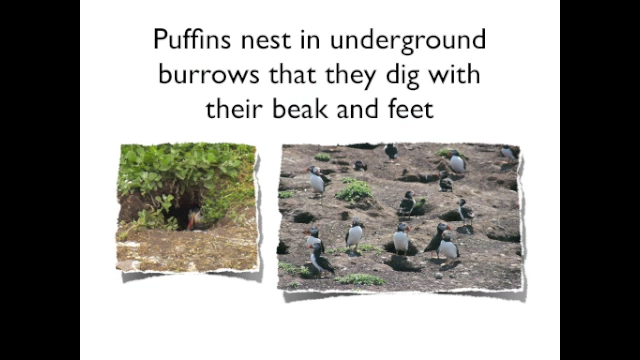 Puffins nest in underground
burrows that they dig with
their beak and feet